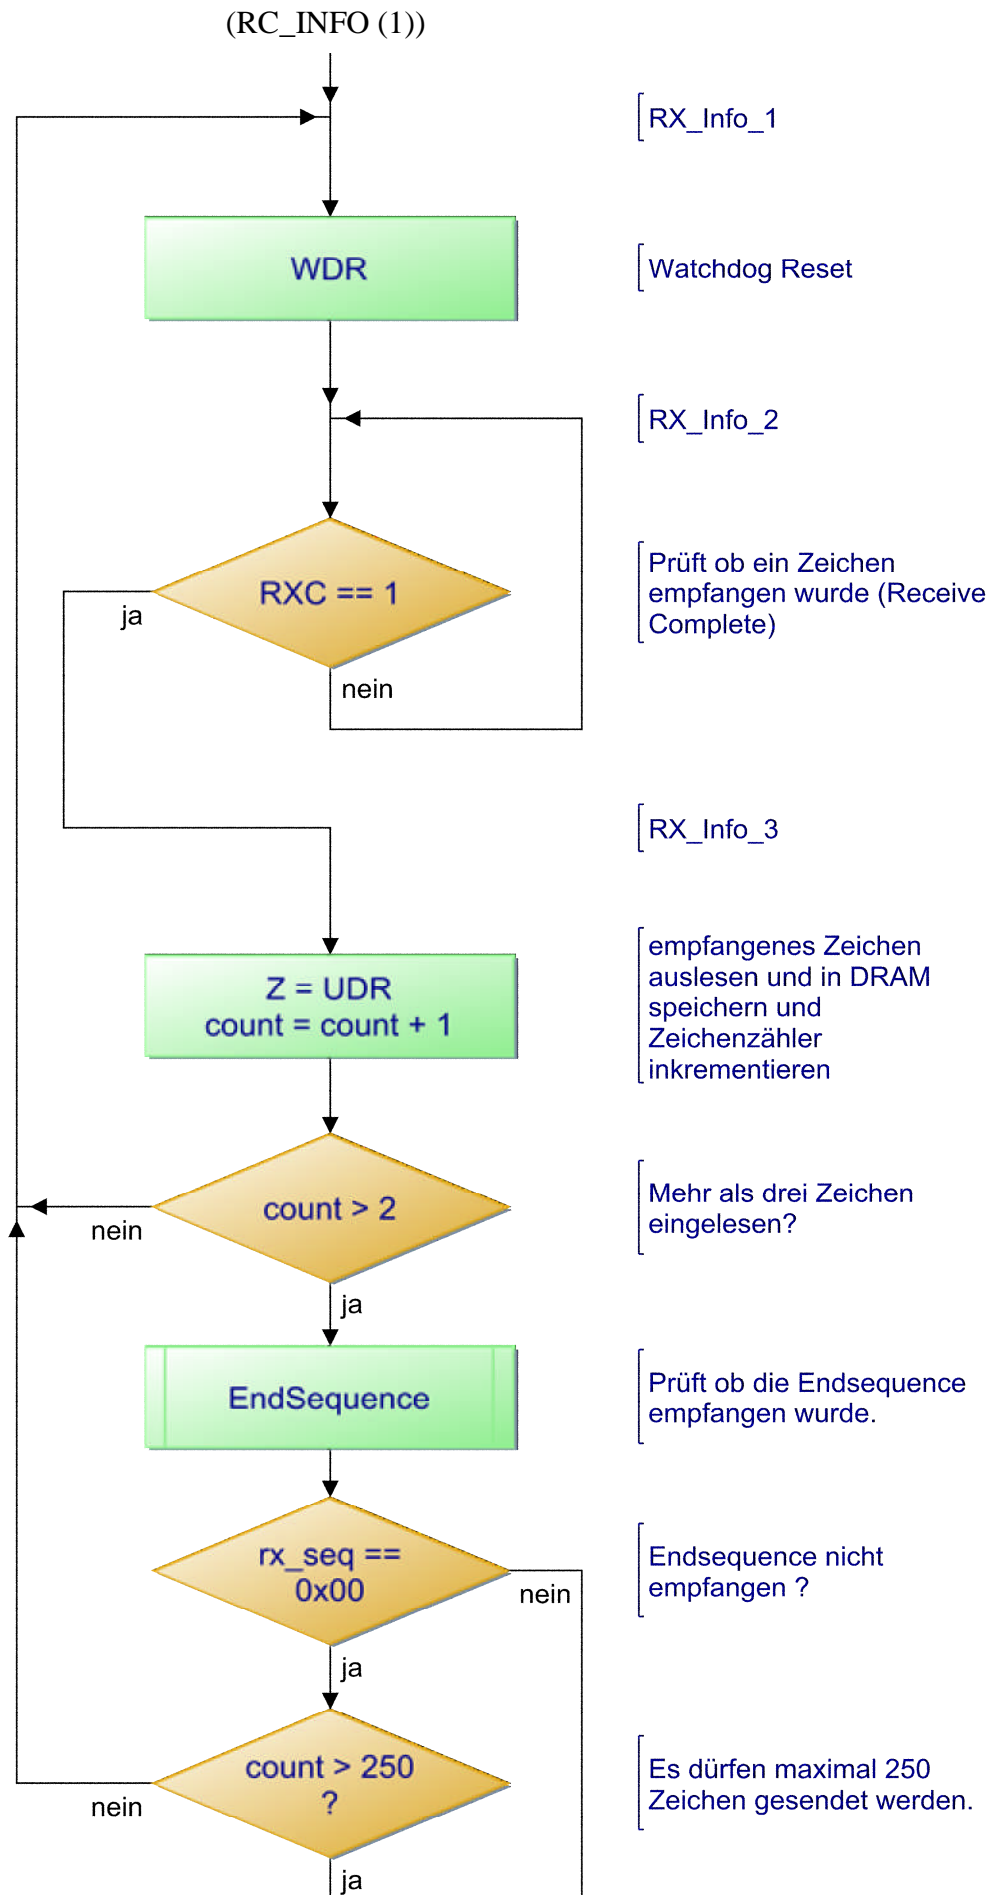 (RC_INFO (1))
RX_Info_1
WDR
Watchdog Reset
RX_Info_2
RXC == 1
ja
nein
Prüft ob ein Zeichen
empfangen wurde (Receive
Complete)
RX_Info_3
Z = UDR
count = count + 1
empfangenes Zeichen
auslesen und in DRAM
speichern und
Zeichenzähler
inkrementieren
count > 2
nein
ja
Mehr als drei Zeichen
eingelesen?
EndSequence
Prüft ob die Endsequence
empfangen wurde.
rx_seq ==
0x00
nein
ja
Endsequence nicht
empfangen ?
count > 250
?
nein
ja
Es dürfen maximal 250
Zeichen gesendet werden.